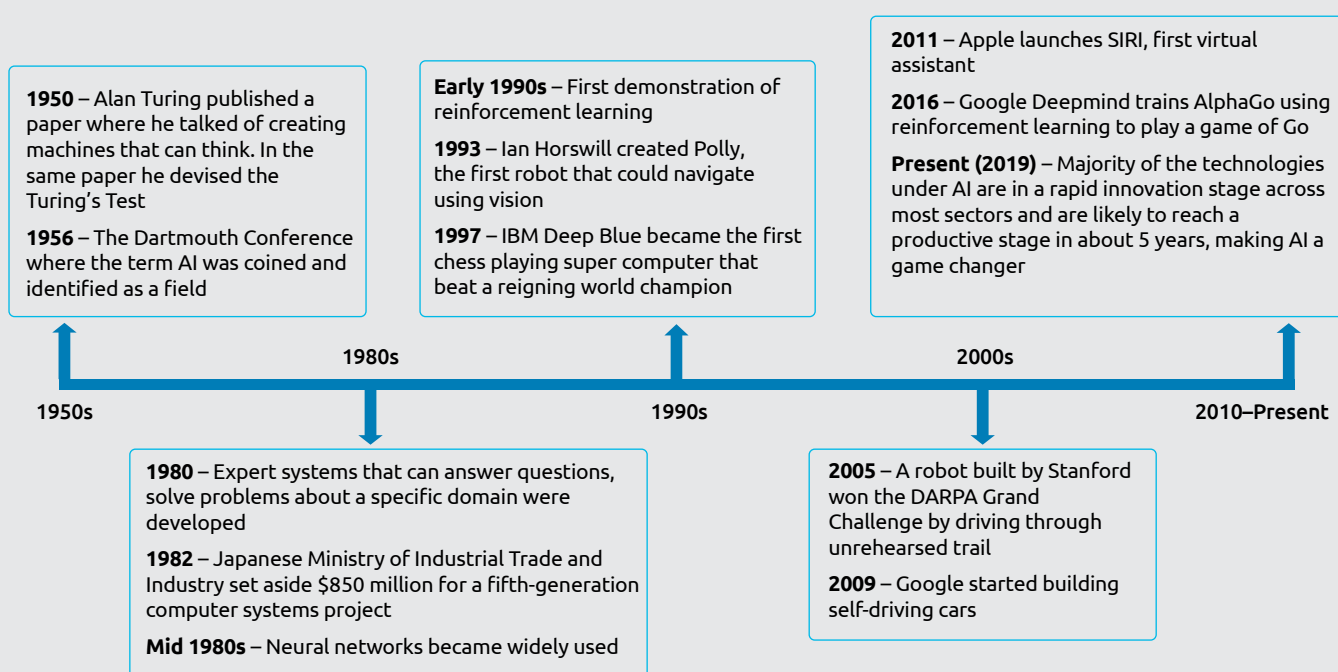 1950 – Alan Turing published a
paper where he talked of creating
machines that can think. In the
same paper he devised the
Turing’s Test
1956 – The Dartmouth Conference
where the term AI was coined and
identified as a field
Early 1990s – First demonstration of
reinforcement learning
1993 – Ian Horswill created Polly,
the first robot that could navigate
using vision
1997 – IBM Deep Blue became the first
chess playing super computer that
beat a reigning world champion
2011 – Apple launches SIRI, first virtual
assistant
2016 – Google Deepmind trains AlphaGo using
reinforcement learning to play a game of Go
Present (2019) – Majority of the technologies
under AI are in a rapid innovation stage across
most sectors and are likely to reach a
productive stage in about 5 years, making AI a
game changer
1980s
2000s
1950s
1990s
2010–Present
1980 – Expert systems that can answer questions,
solve problems about a specific domain were
developed
1982 – Japanese Ministry of Industrial Trade and
Industry set aside $850 million for a fifth-generation
computer systems project
Mid 1980s – Neural networks became widely used
2005 – A robot built by Stanford
won the DARPA Grand
Challenge by driving through
unrehearsed trail
2009 – Google started building
self-driving cars